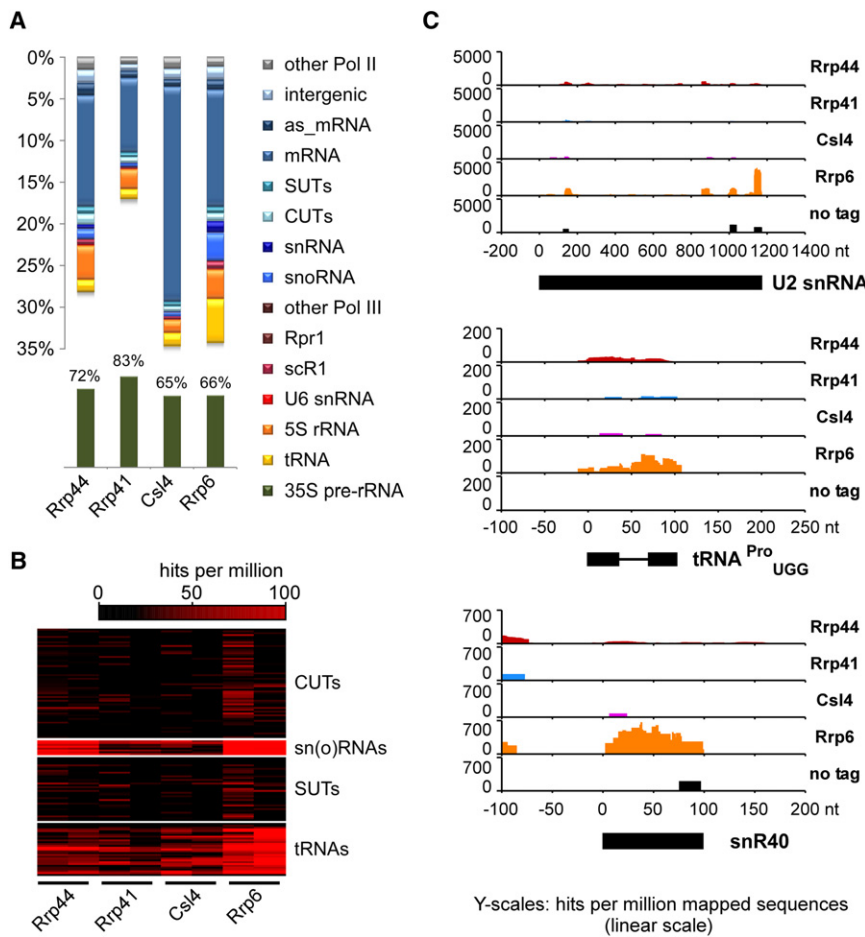 A
0%
5%
10%
15%
20%
25%
30%
35%
72%
83%
65%
66%
Rrp44
Rrp41
Csl4
Rrp6
other Pol II
intergenic
as_mRNA
mRNA
SUTs
CUTs
snRNA
snoRNA
other Pol III
Rpr1
scR1
U6 snRNA
5S rRNA
tRNA
35S pre-rRNA
B
hits per million
0 50 100
CUTs
sn(o)RNAs
SUTs
tRNAs
Rrp44
Rrp41
Csl4
Rrp6
C
5000
0
Rrp44
5000
0
Rrp41
5000
0
Csl4
5000
0
Rrp6
5000
0
no tag
-200 0 200 400 600 800 1000 1200 1400
nt
U2 snRNA
200
0
Rrp44
200
0
Rrp41
200
0
Csl4
200
0
Rrp6
200
0
no tag
-100 -50 0 50 100 150 200 250 nt
tRNA Pro UGG
700
0
Rrp44
700
0
Rrp41
700
0
Csl4
700
0
Rrp6
700
0
no tag
-100 -50 0 50 100 150 200 nt
snR40
Y-scales: hits per million mapped sequences
(linear scale)